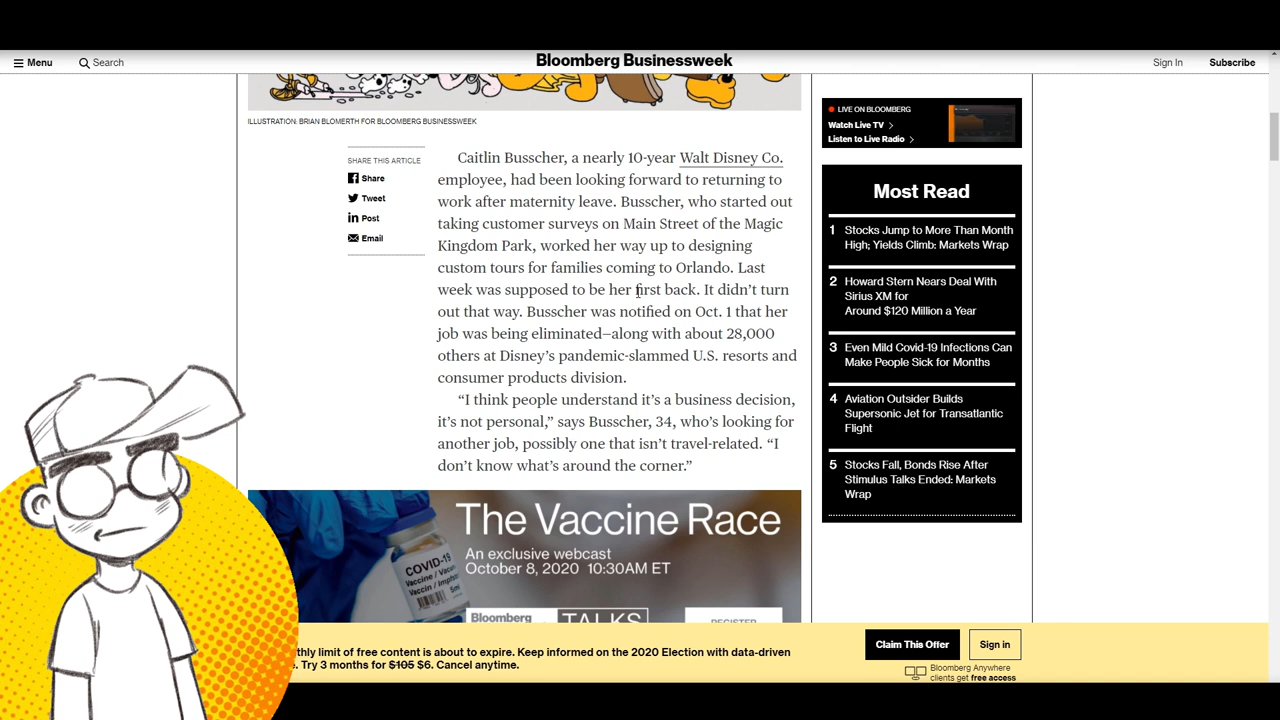 Menu
Search
Bloomberg Businessweek
Sign In
Subscribe
ILLUSTRATION: BRIAN BLOMERTH FOR BLOOMBERG BUSINESSWEEK
SHARE THIS ARTICLE
Share
Tweet
Post
Email
Caitlin Busscher, a nearly 10-year Walt Disney Co.
employee, had been looking forward to returning to
work after maternity leave. Busscher, who started out
taking customer surveys on Main Street of the Magic
Kingdom Park, worked her way up to designing
custom tours for families coming to Orlando. Last
week was supposed to be her first back. It didn’t turn
out that way. Busscher was notified on Oct. 1 that her
job was being eliminated—along with about 28,000
others at Disney’s pandemic-slammed U.S. resorts and
consumer products division.
“I think people understand it’s a business decision,
it’s not personal,” says Busscher, 34, who’s looking for
another job, possibly one that isn’t travel-related. “I
don’t know what’s around the corner.”
LIVE ON BLOOMBERG
Watch Live TV
Listen to Live Radio
Most Read
1 Stocks Jump to More Than Month
High; Yields Climb: Markets Wrap
2 Howard Stern Nears Deal With
Sirius XM for
Around $120 Million a Year
3 Even Mild Covid-19 Infections Can
Make People Sick for Months
4 Aviation Outsider Builds
Supersonic Jet for Transatlantic
Flight
5 Stocks Fall, Bonds Rise After
Stimulus Talks Ended: Markets
Wrap
COVID-19
The Vaccine Race
An exclusive webcast
October 8, 2020 10:30AM ET
Bloomberg
TALKS
REGISTER
limit of free content is about to expire. Keep informed on the 2020 Election with data-driven
Try 3 months for $105 $6. Cancel anytime.
Claim This Offer
Sign in
Bloomberg Anywhere
clients get free access